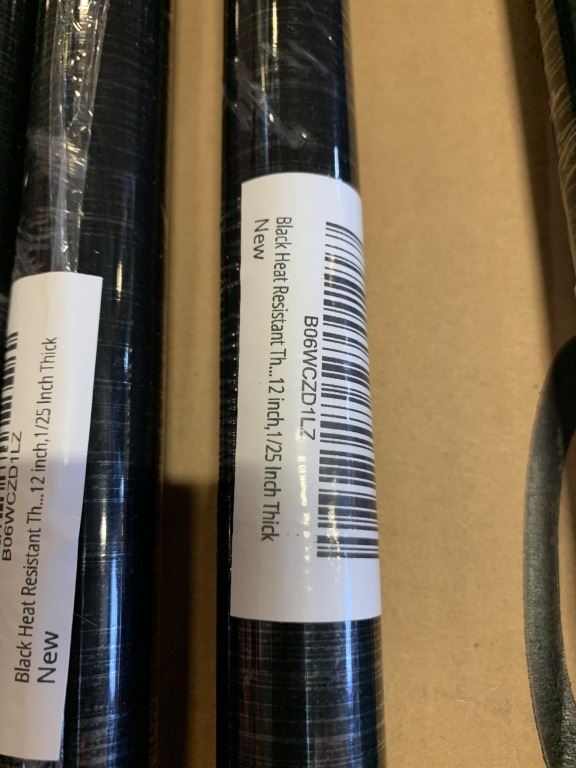 B06WCZD1LZ
Black Heat Resistant Th...12 inch,1/25 Inch Thick
New
B06WCZD1LZ
Black Heat Resistant Th...12 inch,1/25 Inch Thick
New